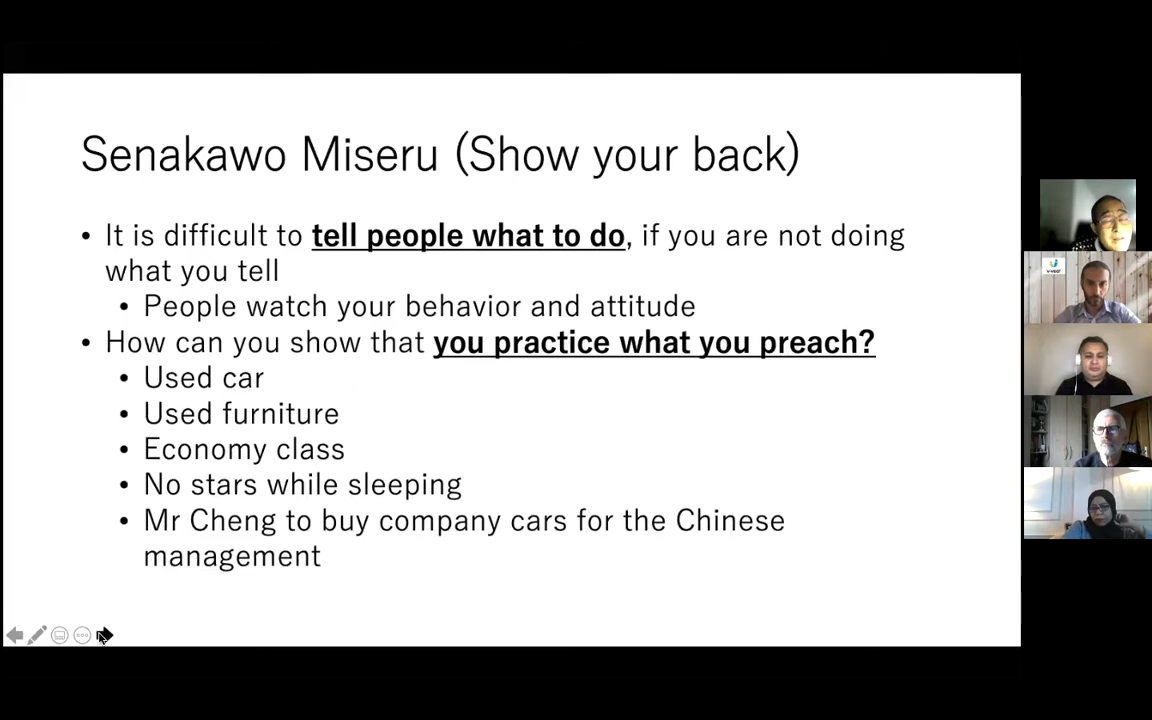 Senakawo Miseru (Show your back)
• It is difficult to tell people what to do, if you are not doing
what you tell
• People watch your behavior and attitude
• How can you show that you practice what you preach?
• Used car
• Used furniture
• Economy class
• No stars while sleeping
• Mr Cheng to buy company cars for the Chinese
management